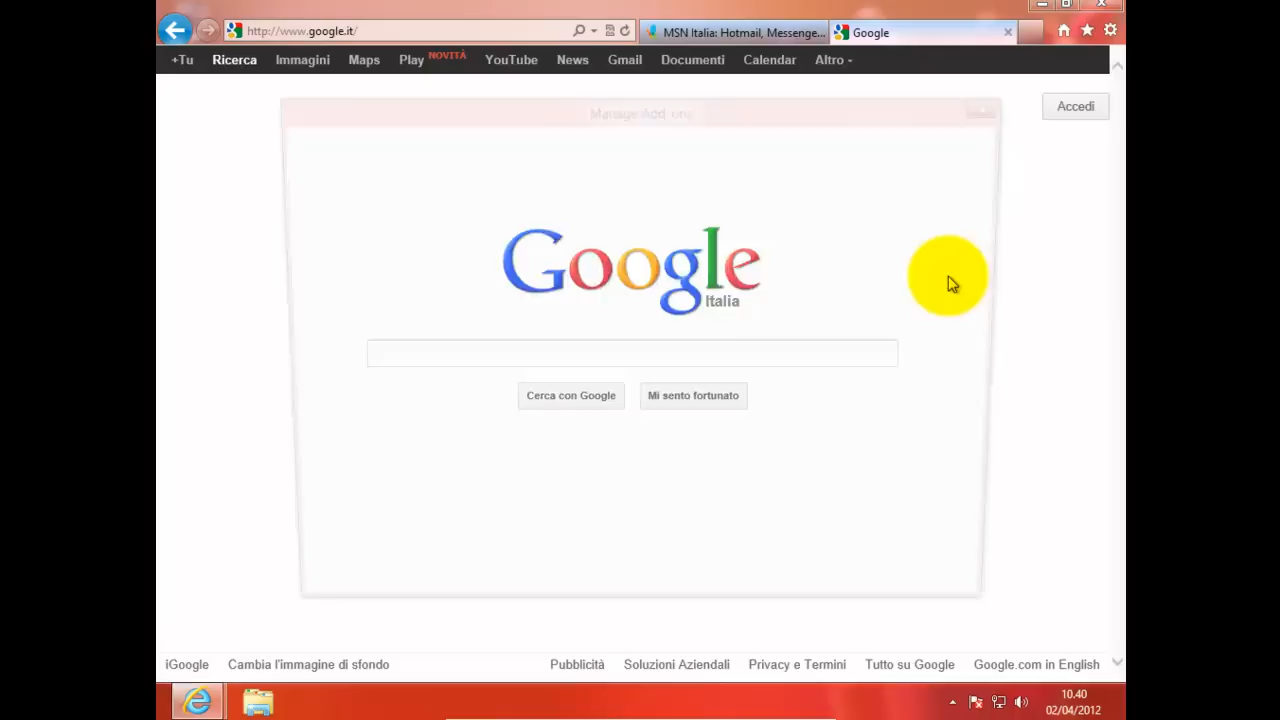 http://www.google.it/
MSN Italia: Hotmail, Messenge...
Google
+Tu Ricerca Immagini Maps Play NOVITÀ YouTube News Gmail Documenti Calendar Altro
Manage Add-ons
Accedi
Google
Italia
Cerca con Google Mi sento fortunato
iGoogle Cambia l'immagine di sfondo Pubblicità Soluzioni Aziendali Privacy e Termini Tutto su Google Google.com in English
10.40
02/04/2012